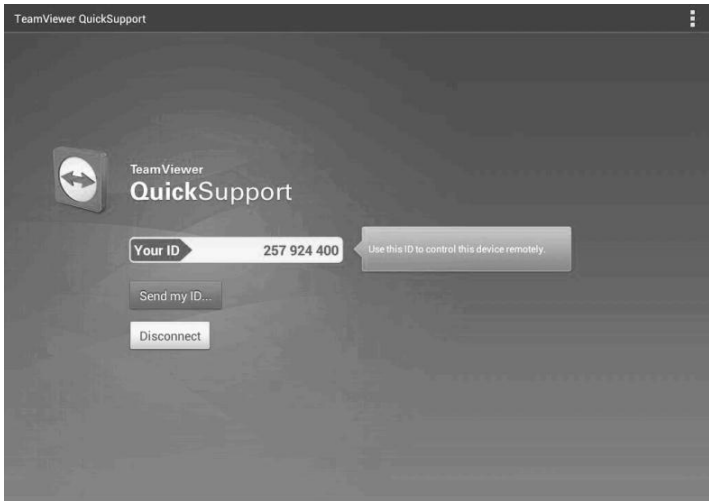 TeamViewer QuickSupport
TeamViewer
QuickSupport
Your ID 257 924 400
Use this ID to control this device remotely.
Send my ID...
Disconnect